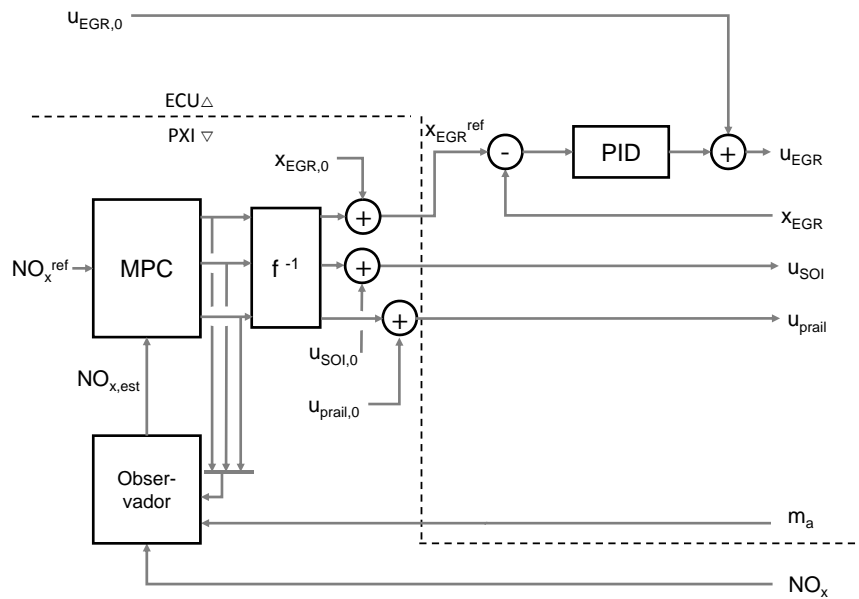 u_EGR,0
ECU△
PXI ▽
x_EGR^ref
x_EGR,0
PID
u_EGR
x_EGR
-
+
+
MPC
f ^-1
NO_x^ref
+
u_SOI
+
u_prail
u_SOI,0
NO_x,est
u_prail,0
Obser-
vador
m_a
NO_x